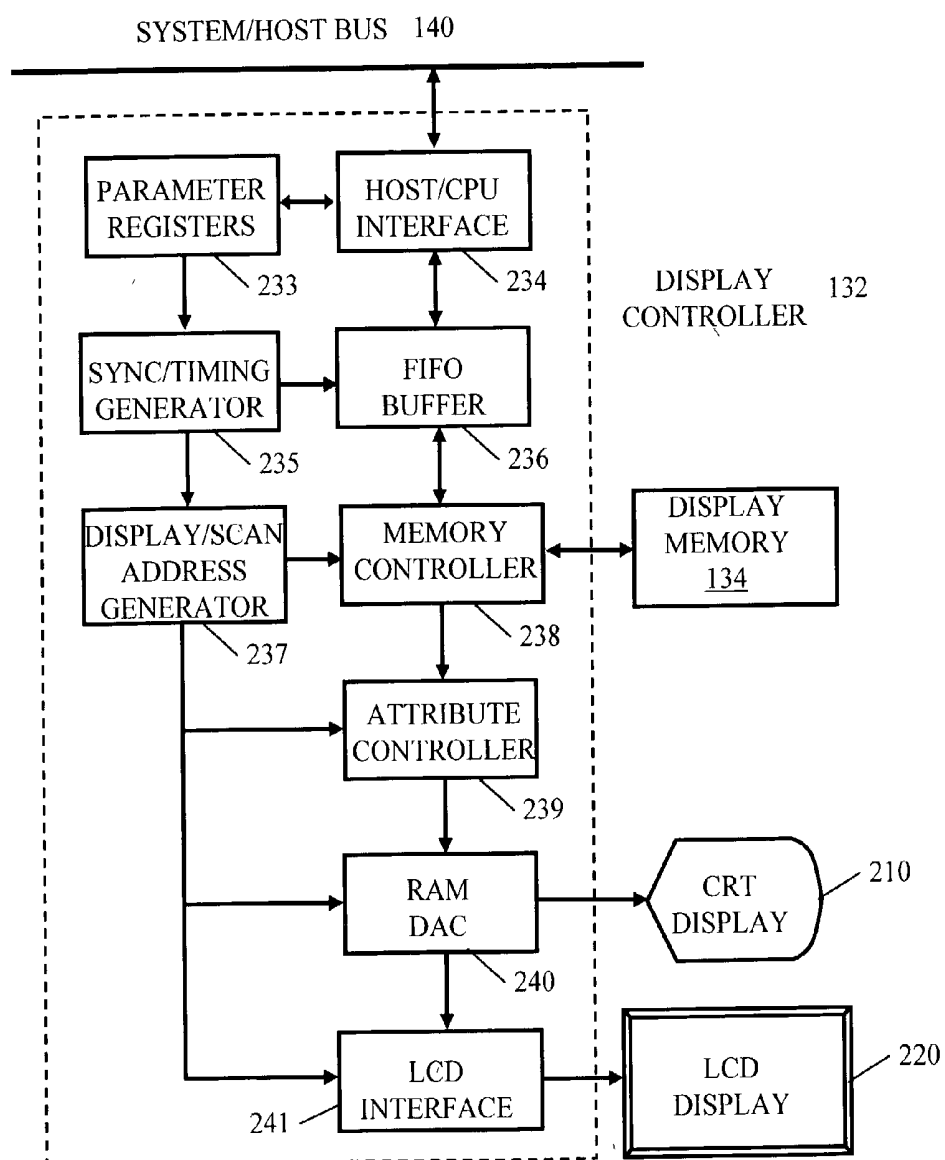 SYSTEM/HOST BUS 140
PARAMETER
REGISTERS
233
HOST/CPU
INTERFACE
234
DISPLAY
CONTROLLER
132
SYNC/TIMING
GENERATOR
235
FIFO
BUFFER
236
DISPLAY/SCAN
ADDRESS
GENERATOR
237
MEMORY
CONTROLLER
238
DISPLAY
MEMORY
134
ATTRIBUTE
CONTROLLER
239
RAM
DAC
240
CRT
DISPLAY
210
LCD
INTERFACE
241
LCD
DISPLAY
220